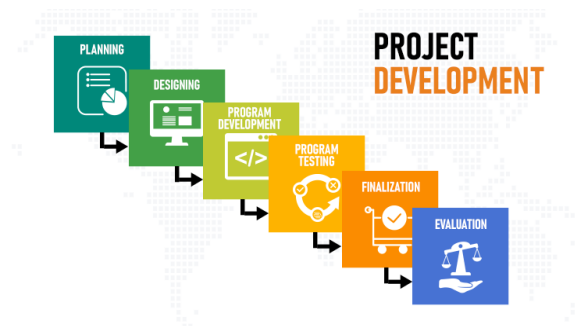 PROJECT
DEVELOPMENT
PLANNING
DESIGNING
PROGRAM
DEVELOPMENT
</>
PROGRAM
TESTING
FINALIZATION
EVALUATION